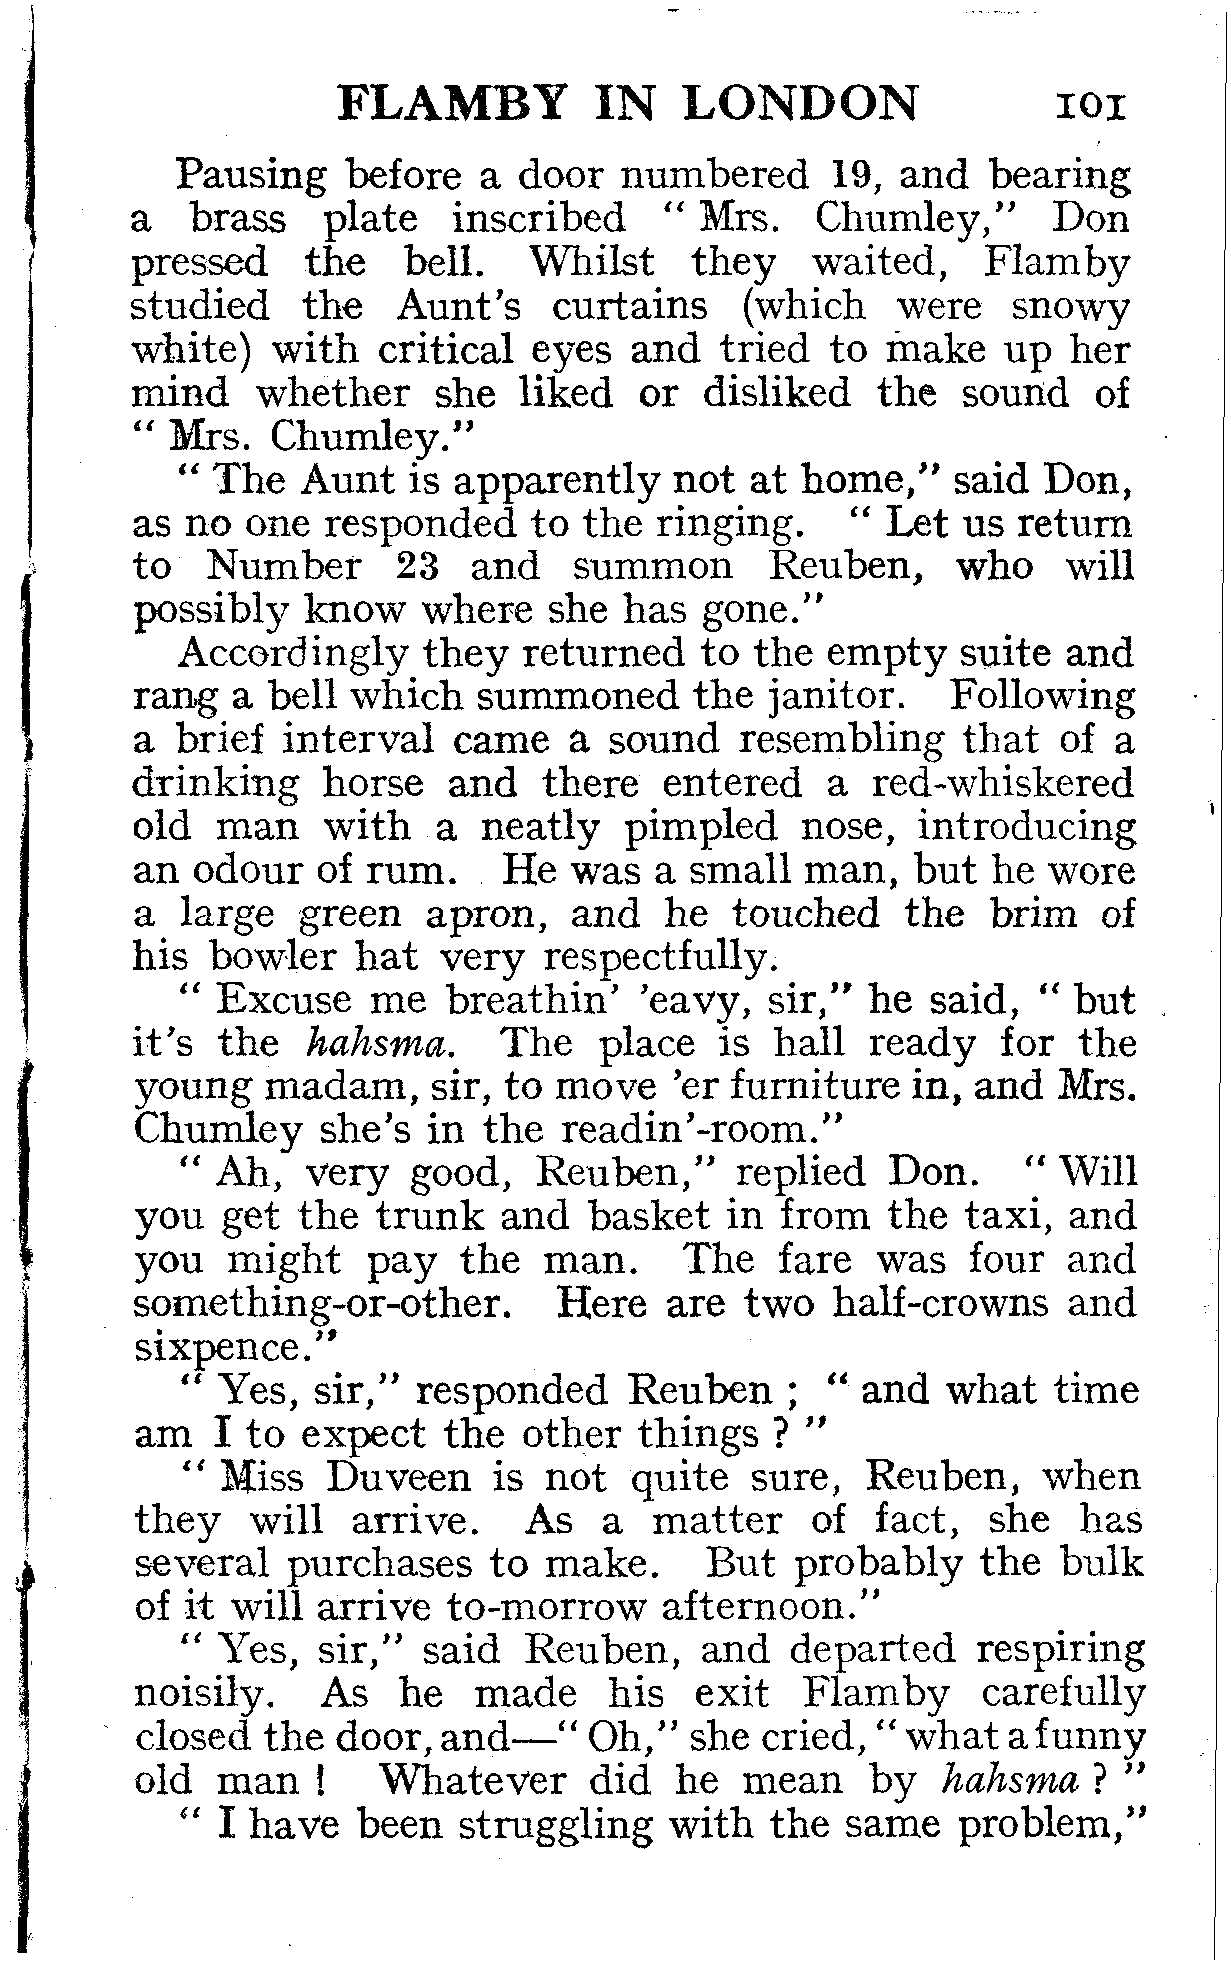 FLAMBY IN LONDON 101
Pausing before a door numbered 19, and bearing
a brass plate inscribed “ Mrs. Chumley,” Don
pressed the bell. Whilst they waited, Flamby
studied the Aunt’s curtains (which were snowy
white) with critical eyes and tried to make up her
mind whether she liked or disliked the sound of
“ Mrs. Chumley.”
“ The Aunt is apparently not at home,” said Don,
as no one responded to the ringing. “ Let us return
to Number 23 and summon Reuben, who will
possibly know where she has gone.”
Accordingly they returned to the empty suite and
rang a bell which summoned the janitor. Following
a brief interval came a sound resembling that of a
drinking horse and there entered a red-whiskered
old man with a neatly pimpled nose, introducing
an odour of rum. He was a small man, but he wore
a large green apron, and he touched the brim of
his bowler hat very respectfully.
“ Excuse me breathin’ ’eavy, sir,” he said, “ but
it’s the hahsma. The place is hall ready for the
young madam, sir, to move ’er furniture in, and Mrs.
Chumley she’s in the readin’-room.”
“ Ah, very good, Reuben,” replied Don. “ Will
you get the trunk and basket in from the taxi, and
you might pay the man. The fare was four and
something-or-other. Here are two half-crowns and
sixpence.”
“ Yes, sir,” responded Reuben ; “ and what time
am I to expect the other things ? ”
“ Miss Duveen is not quite sure, Reuben, when
they will arrive. As a matter of fact, she has
several purchases to make. But probably the bulk
of it will arrive to-morrow afternoon.”
“ Yes, sir,” said Reuben, and departed respiring
noisily. As he made his exit Flamby carefully
closed the door, and—“ Oh,” she cried, “ what a funny
old man ! Whatever did he mean by hahsma ? ”
“ I have been struggling with the same problem,”